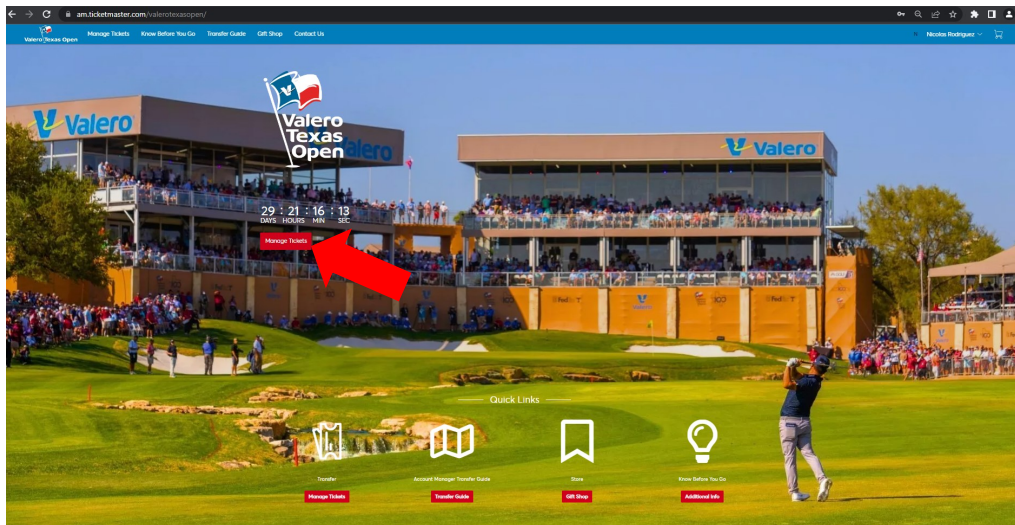 am.ticketmaster.com/valerotexasopen/
Valero Texas Open
Manage Tickets
Know Before You Go
Transfer Guide
Gift Shop
Contact Us
N
Nicolas Rodriguez
Valero
Valero
Texas
Open
Valero
Valero
29 : 21 : 16 : 13
DAYS HOURS MIN SEC
Manage Tickets
Quick Links
Transfer
Account Manager Transfer Guide
Store
Know Before You Go
Manage Tickets
Transfer Guide
Gift Shop
Additional Info